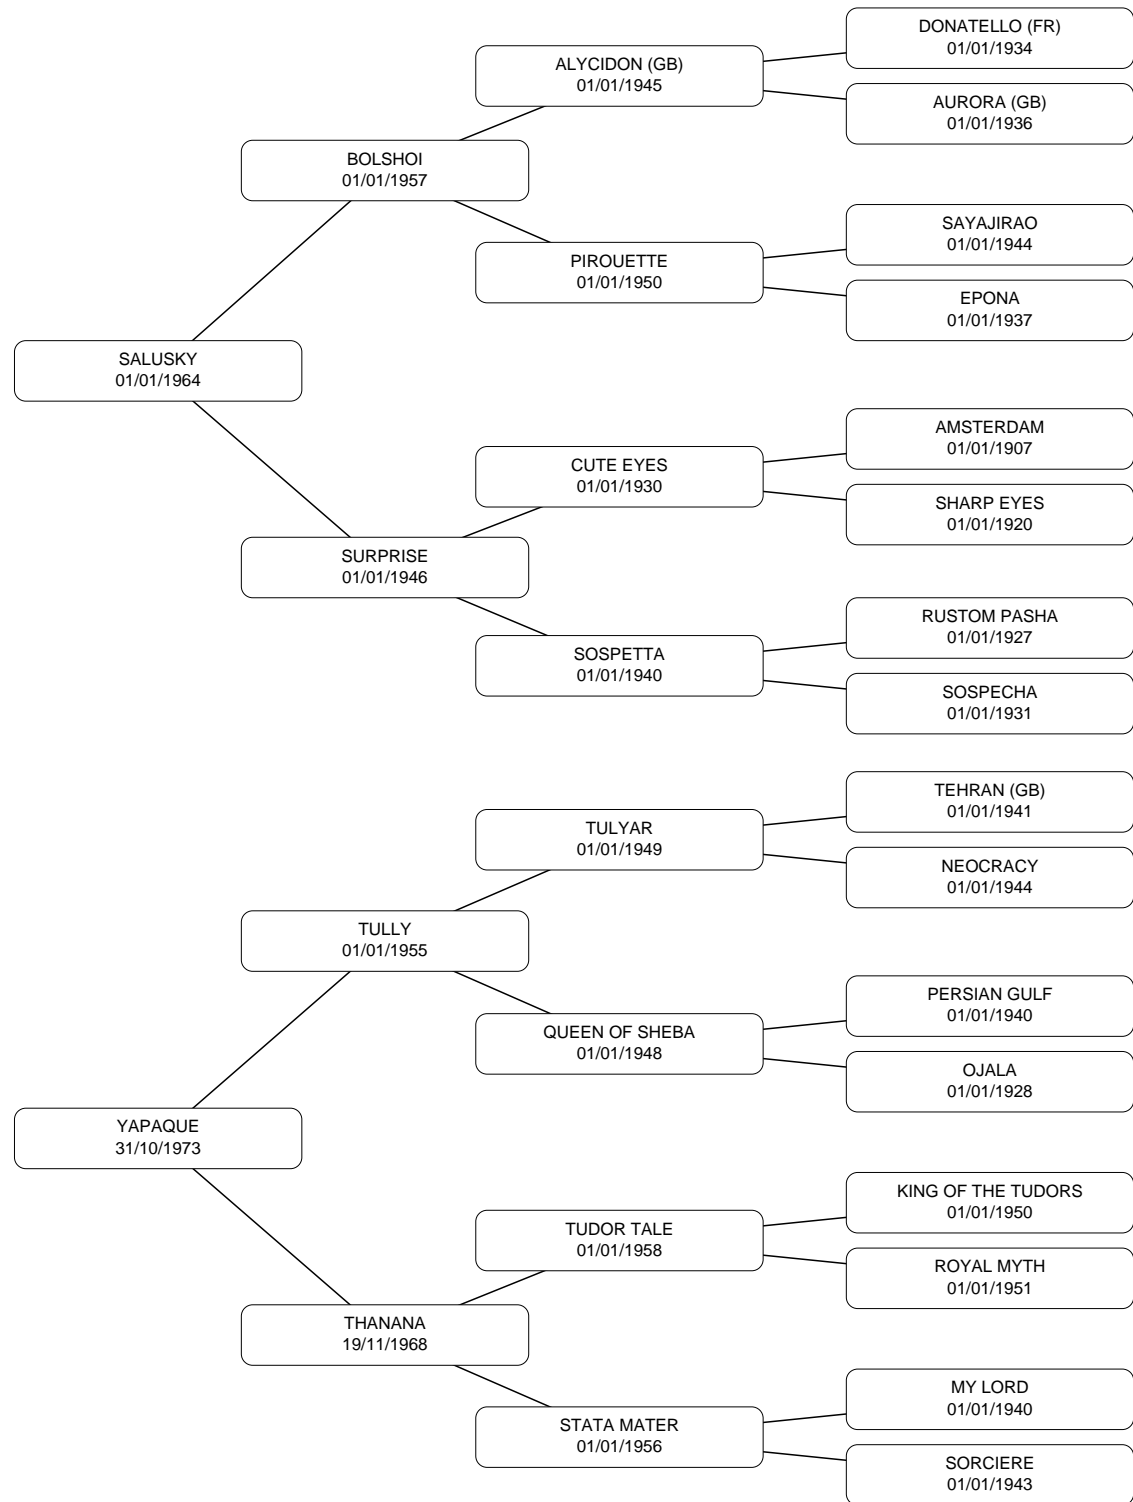 DONATELLO (FR)
01/01/1934
ALYCIDON (GB)
01/01/1945
AURORA (GB)
01/01/1936
BOLSHOI
01/01/1957
SAYAJIRAO
01/01/1944
PIROUETTE
01/01/1950
EPONA
01/01/1937
SALUSKY
01/01/1964
AMSTERDAM
01/01/1907
CUTE EYES
01/01/1930
SHARP EYES
01/01/1920
SURPRISE
01/01/1946
RUSTOM PASHA
01/01/1927
SOSPETTA
01/01/1940
SOSPECHA
01/01/1931
TEHRAN (GB)
01/01/1941
TULYAR
01/01/1949
NEOCRACY
01/01/1944
TULLY
01/01/1955
PERSIAN GULF
01/01/1940
QUEEN OF SHEBA
01/01/1948
OJALA
01/01/1928
YAPAQUE
31/10/1973
KING OF THE TUDORS
01/01/1950
TUDOR TALE
01/01/1958
ROYAL MYTH
01/01/1951
THANANA
19/11/1968
MY LORD
01/01/1940
STATA MATER
01/01/1956
SORCIERE
01/01/1943